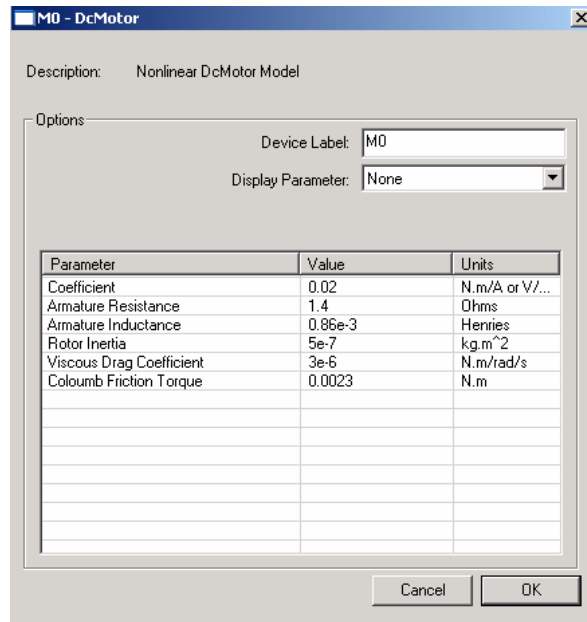 M0 - DcMotor
Description: Nonlinear DcMotor Model
Options
Device Label: M0
Display Parameter: None
Parameter Value Units
Coefficient 0.02 N.m/A or V/...
Armature Resistance 1.4 Ohms
Armature Inductance 0.86e-3 Henries
Rotor Inertia 5e-7 kg.m^2
Viscous Drag Coefficient 3e-6 N.m/rad/s
Coloumb Friction Torque 0.0023 N.m
Cancel OK